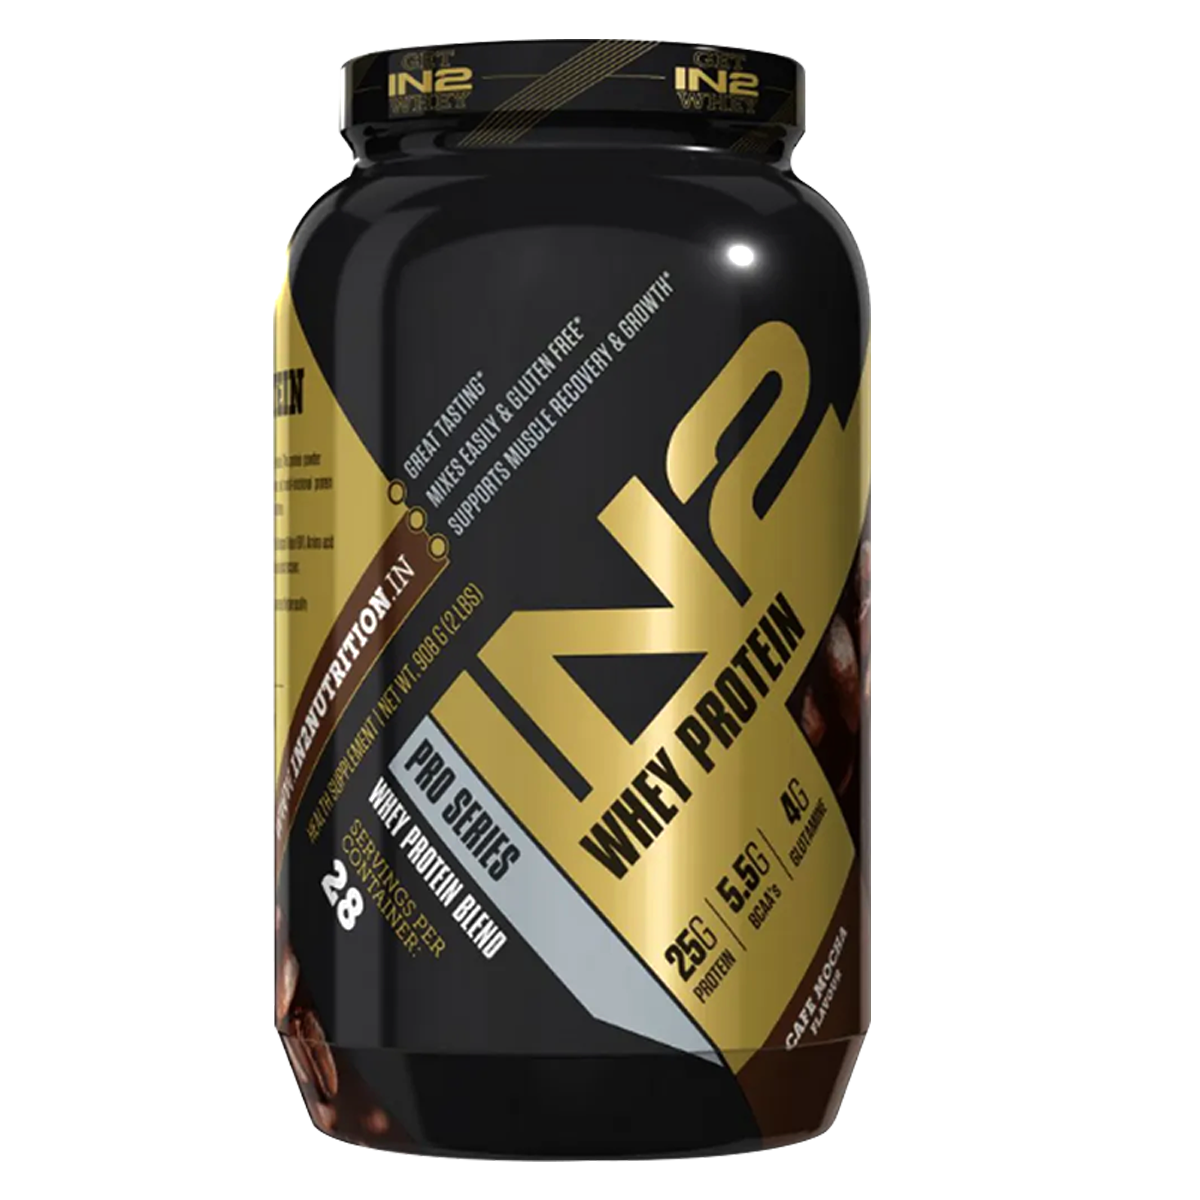 GET
IN2
WHEY
GET
IN2
WHEY
GREAT TASTING*
MIXES EASILY & GLUTEN FREE*
SUPPORTS MUSCLE RECOVERY & GROWTH*
IN2NUTRITION.IN
HEALTH SUPPLEMENT | NET WT. 908 G (2 LBS)
IN2
WHEY PROTEIN
PRO SERIES
WHEY PROTEIN BLEND
SERVINGS PER
CONTAINER:
28
25G
PROTEIN
5.5G
BCAA's
4G
GLUTAMINE
CAFE MOCHA
FLAVOUR